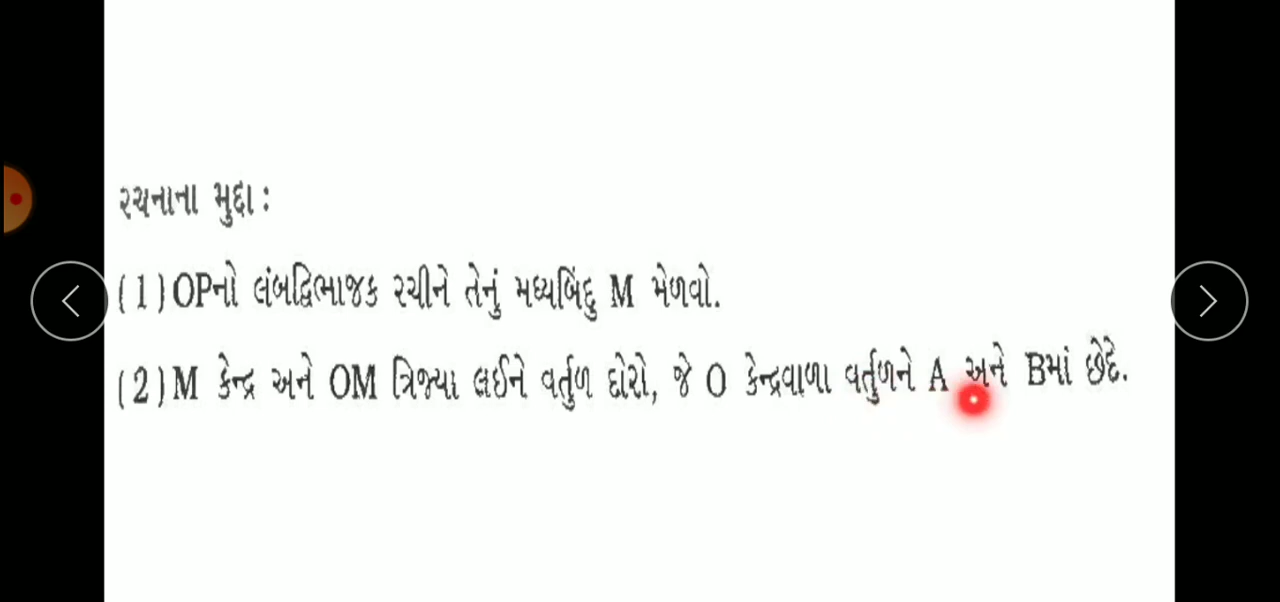 રચનાના મુદ્દા :
(1) OPનો લંબદ્વિભાજક રચીને તેનું મધ્યબિંદુ M મેળવો.
(2) M કેન્દ્ર અને OM ત્રિજ્યા લઈને વર્તુળ દોરો, જે O કેન્દ્રવાળા વર્તુળને A અને Bમાં છેદે.